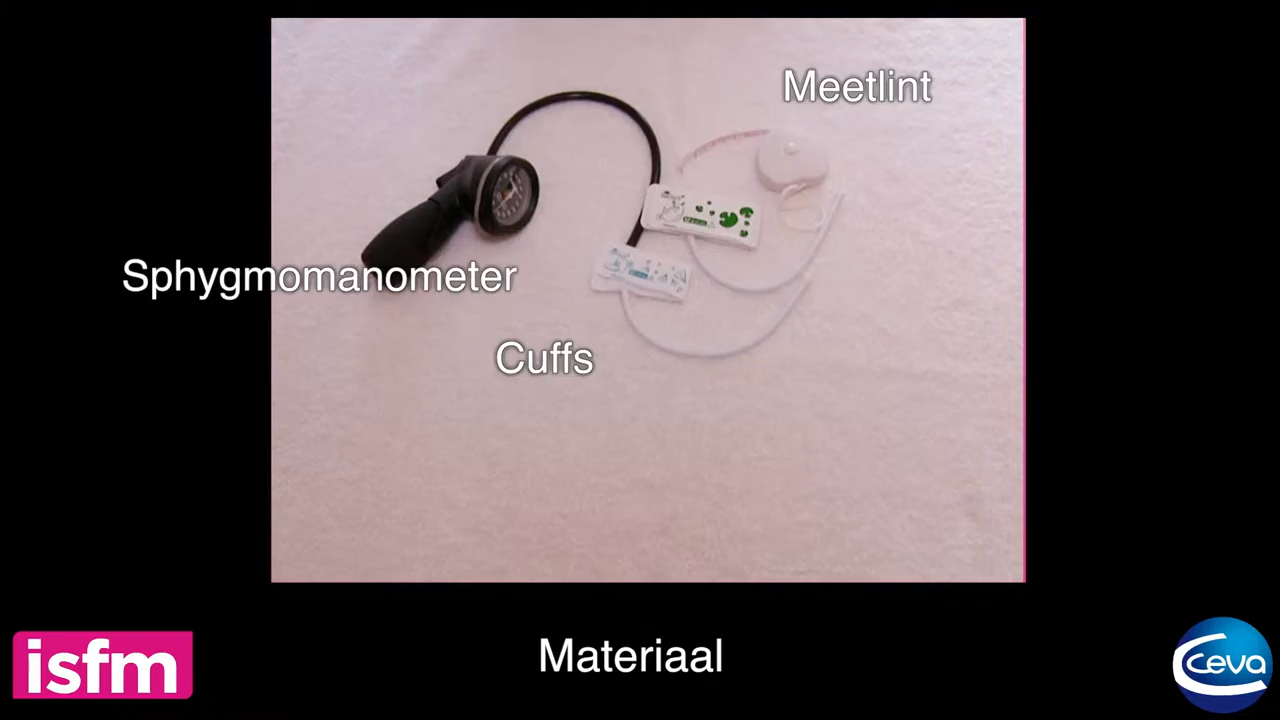 Meetlint
Sphygmomanometer
Cuffs
Materiaal
isfm
Ceva